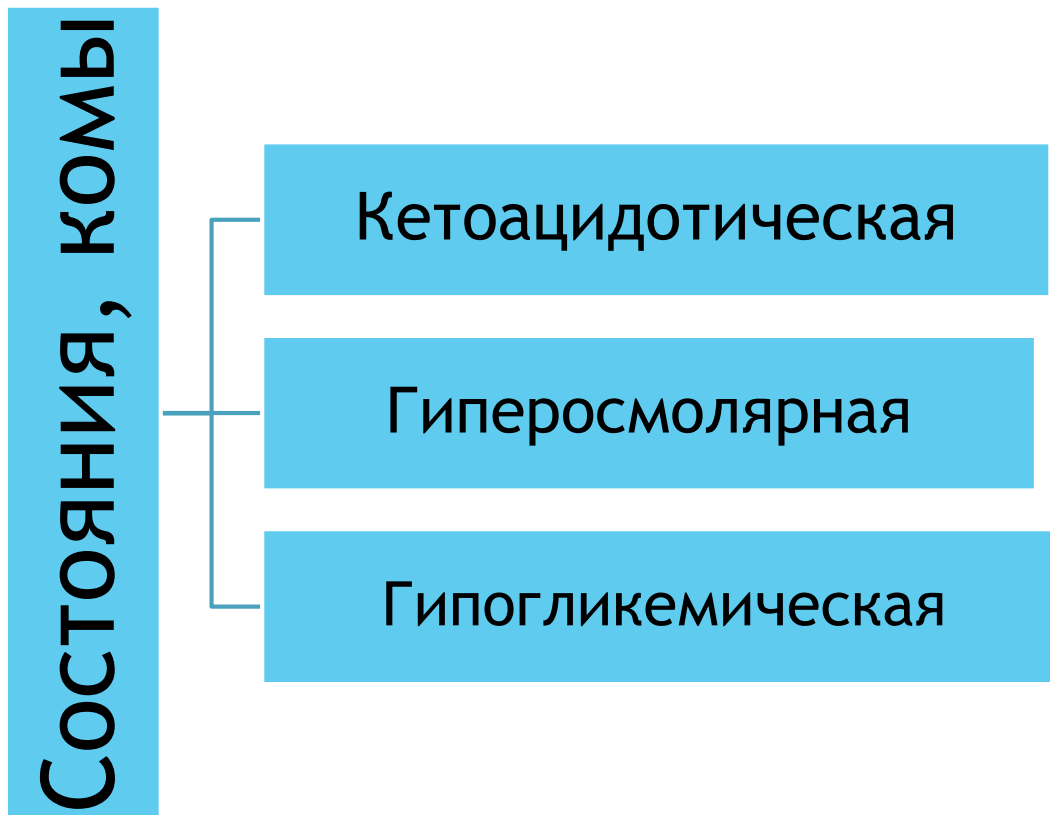 Состояния, комы
Кетоацидотическая
Гиперосмолярная
Гипогликемическая